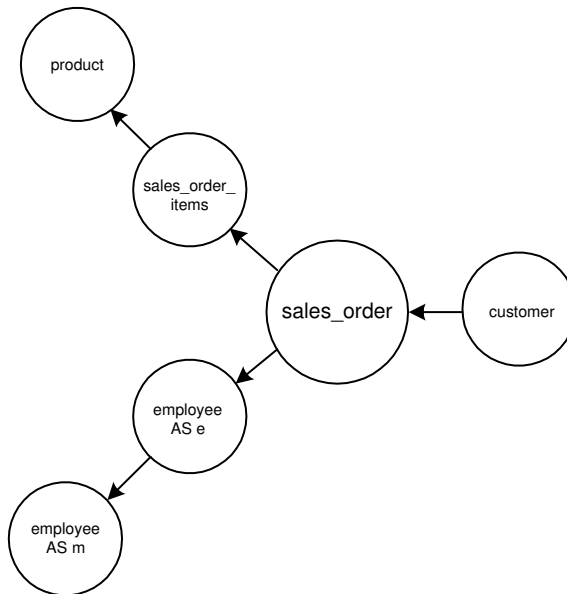 product
sales_order_
items
sales_order
customer
employee
AS e
employee
AS m